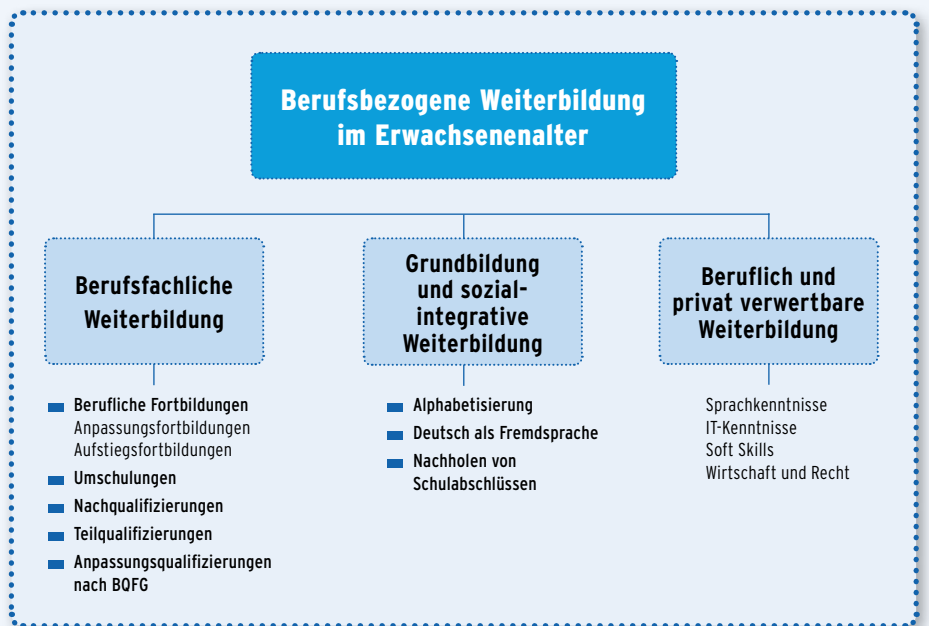 Berufsbezogene Weiterbildung
im Erwachsenenalter
Berufsfachliche
Weiterbildung
Berufliche Fortbildungen
Anpassungsfortbildungen
Aufstiegsfortbildungen
Umschulungen
Nachqualifizierungen
Teilqualifizierungen
Anpassungsqualifizierungen
nach BQFG
Grundbildung
und sozial-
integrative
Weiterbildung
Alphabetisierung
Deutsch als Fremdsprache
Nachholen von
Schulabschlüssen
Beruflich und
privat verwertbare
Weiterbildung
Sprachkenntnisse
IT-Kenntnisse
Soft Skills
Wirtschaft und Recht